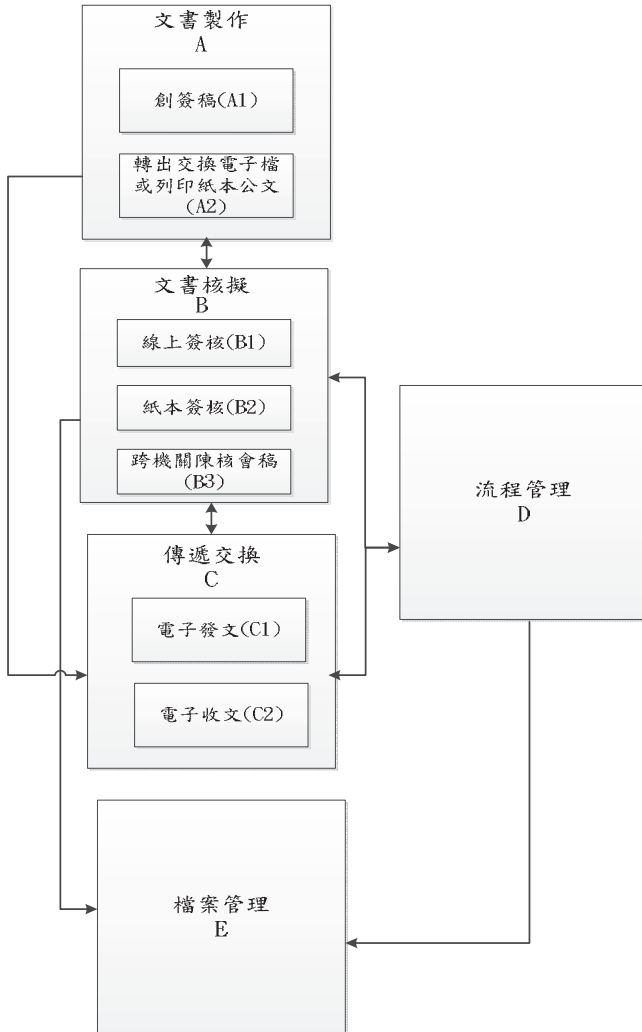 文書製作
A
創簽稿(A1)
轉出交換電子檔
或列印紙本公文
(A2)
文書核擬
B
線上簽核(B1)
紙本簽核(B2)
跨機關陳核會稿
(B3)
傳遞交換
C
電子發文(C1)
電子收文(C2)
流程管理
D
檔案管理
E